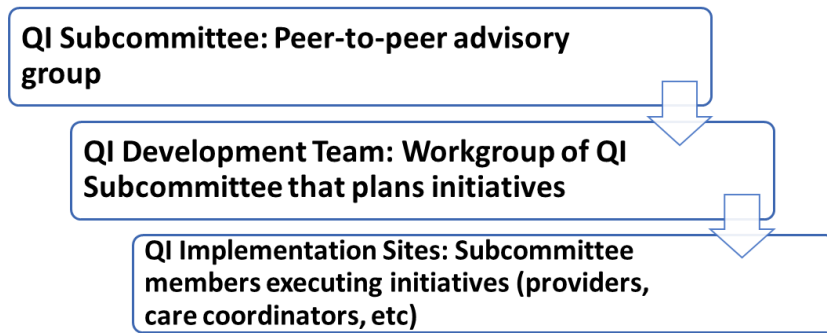 QI Subcommittee: Peer-to-peer advisory
group
QI Development Team: Workgroup of QI
Subcommittee that plans initiatives
QI Implementation Sites: Subcommittee
members executing initiatives (providers,
care coordinators, etc)